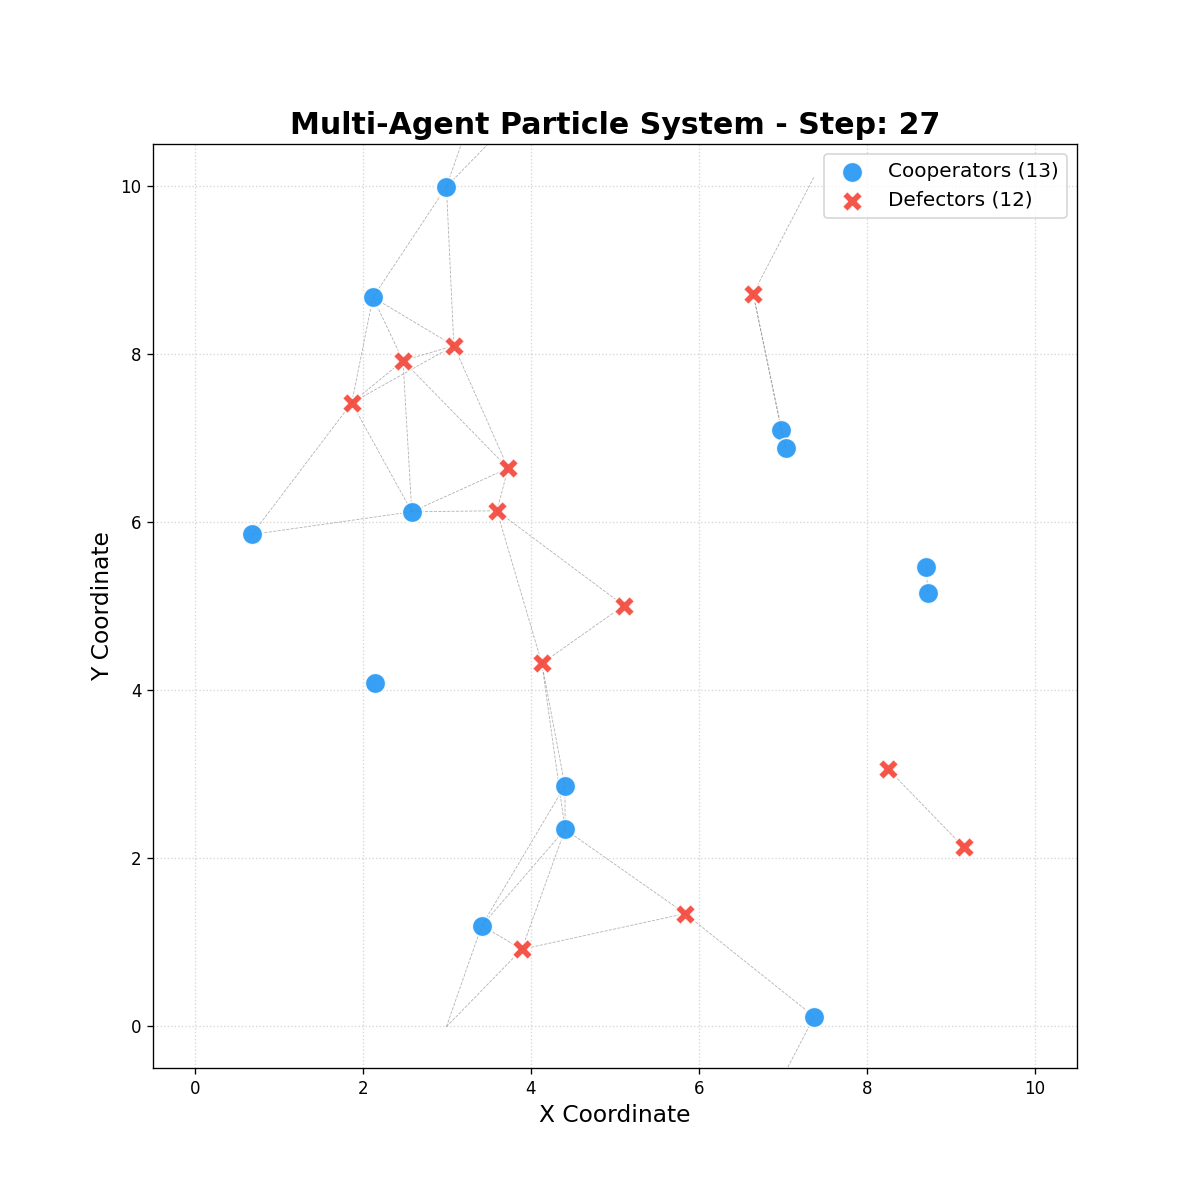 Multi-Agent Particle System - Step: 27
Cooperators (13)
Defectors (12)
10
8
6
4
2
0
Y Coordinate
0 2 4 6 8 10
X Coordinate